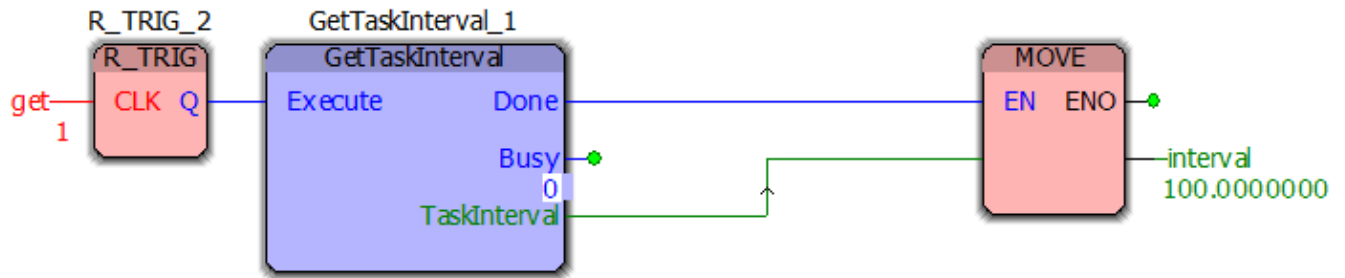 R_TRIG_2 GetTaskInterval_1
R_TRIG GetTaskInterval MOVE
get CLK Q Execute Done EN ENO
1
Busy interval
0 100.0000000
TaskInterval